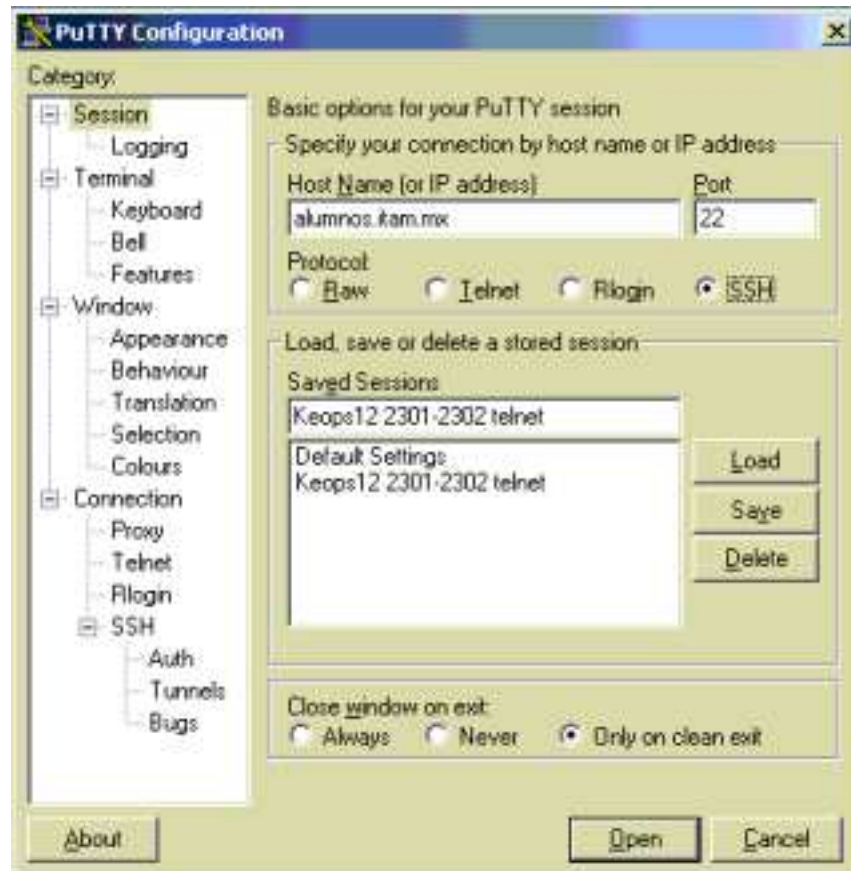 PuTTY Configuration
Category:
Session
Logging
Terminal
Keyboard
Bell
Features
Window
Appearance
Behaviour
Translation
Selection
Colours
Connection
Proxy
Telnet
Rlogin
SSH
Auth
Tunnels
Bugs
Basic options for your PuTTY session
Specify your connection by host name or IP address
Host Name (or IP address)
Port
alumnos.itam.mx
22
Protocol:
Raw Telnet Rlogin SSH
Load, save or delete a stored session
Saved Sessions
Keops12 2301-2302 telnet
Default Settings
Keops12 2301-2302 telnet
Load
Save
Delete
Close window on exit:
Always Never Only on clean exit
About
Open
Cancel